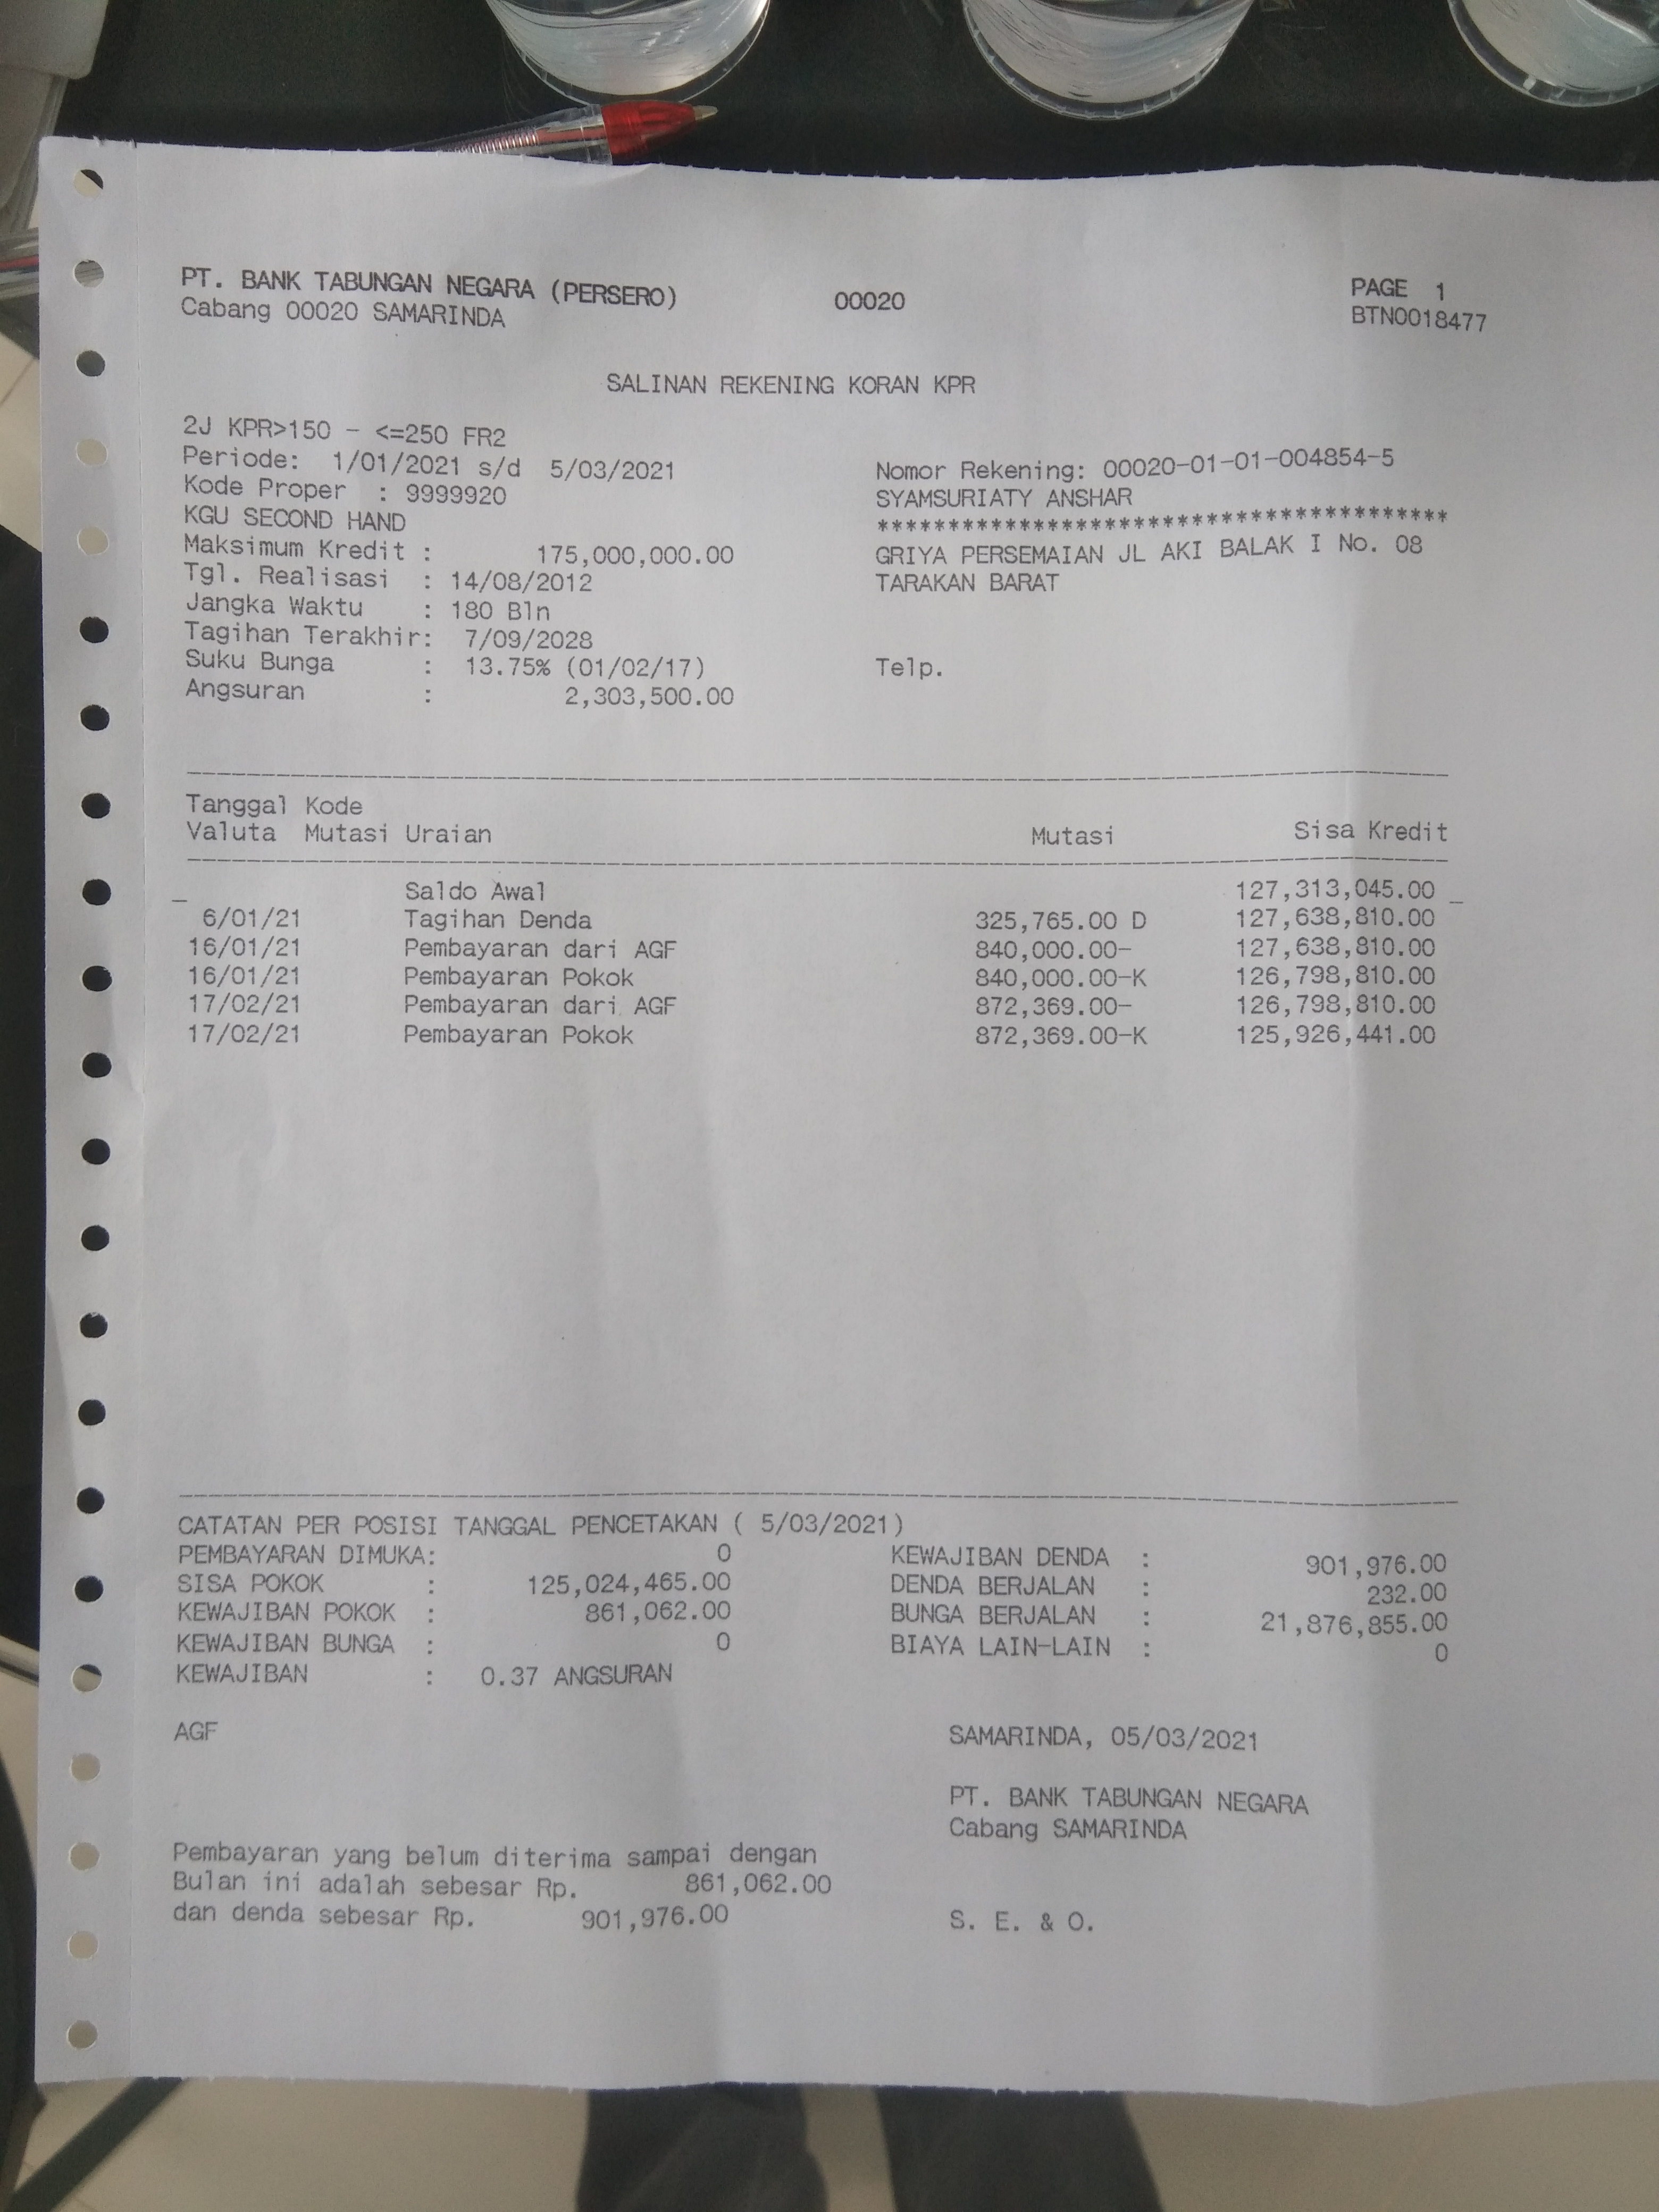 PT. BANK TABUNGAN NEGARA (PERSERO) 00020 PAGE 1
Cabang 00020 SAMARINDA BTN0018477
SALINAN REKENING KORAN KPR
2J KPR>150 - <=250 FR2
Periode: 1/01/2021 s/d 5/03/2021 Nomor Rekening: 00020-01-01-004854-5
Kode Proper : 9999920 SYAMSURIATY ANSHAR
KGU SECOND HAND ****************************************
Maksimum Kredit : 175,000,000.00 GRIYA PERSEMAIAN JL AKI BALAK I No. 08
Tgl. Realisasi : 14/08/2012 TARAKAN BARAT
Jangka Waktu : 180 Bln
Tagihan Terakhir: 7/09/2028
Suku Bunga : 13.75% (01/02/17) Telp.
Angsuran : 2,303,500.00
Tanggal Kode
Valuta Mutasi Uraian Mutasi Sisa Kredit
_ Saldo Awal 127,313,045.00 _
6/01/21 Tagihan Denda 325,765.00 D 127,638,810.00
16/01/21 Pembayaran dari AGF 840,000.00- 127,638,810.00
16/01/21 Pembayaran Pokok 840,000.00-K 126,798,810.00
17/02/21 Pembayaran dari AGF 872,369.00- 126,798,810.00
17/02/21 Pembayaran Pokok 872,369.00-K 125,926,441.00
CATATAN PER POSISI TANGGAL PENCETAKAN ( 5/03/2021)
PEMBAYARAN DIMUKA: 0 KEWAJIBAN DENDA : 901,976.00
SISA POKOK : 125,024,465.00 DENDA BERJALAN : 232.00
KEWAJIBAN POKOK : 861,062.00 BUNGA BERJALAN : 21,876,855.00
KEWAJIBAN BUNGA : 0 BIAYA LAIN-LAIN : 0
KEWAJIBAN : 0.37 ANGSURAN
AGF SAMARINDA, 05/03/2021
PT. BANK TABUNGAN NEGARA
Cabang SAMARINDA
Pembayaran yang belum diterima sampai dengan
Bulan ini adalah sebesar Rp. 861,062.00
dan denda sebesar Rp. 901,976.00 S. E. & O.